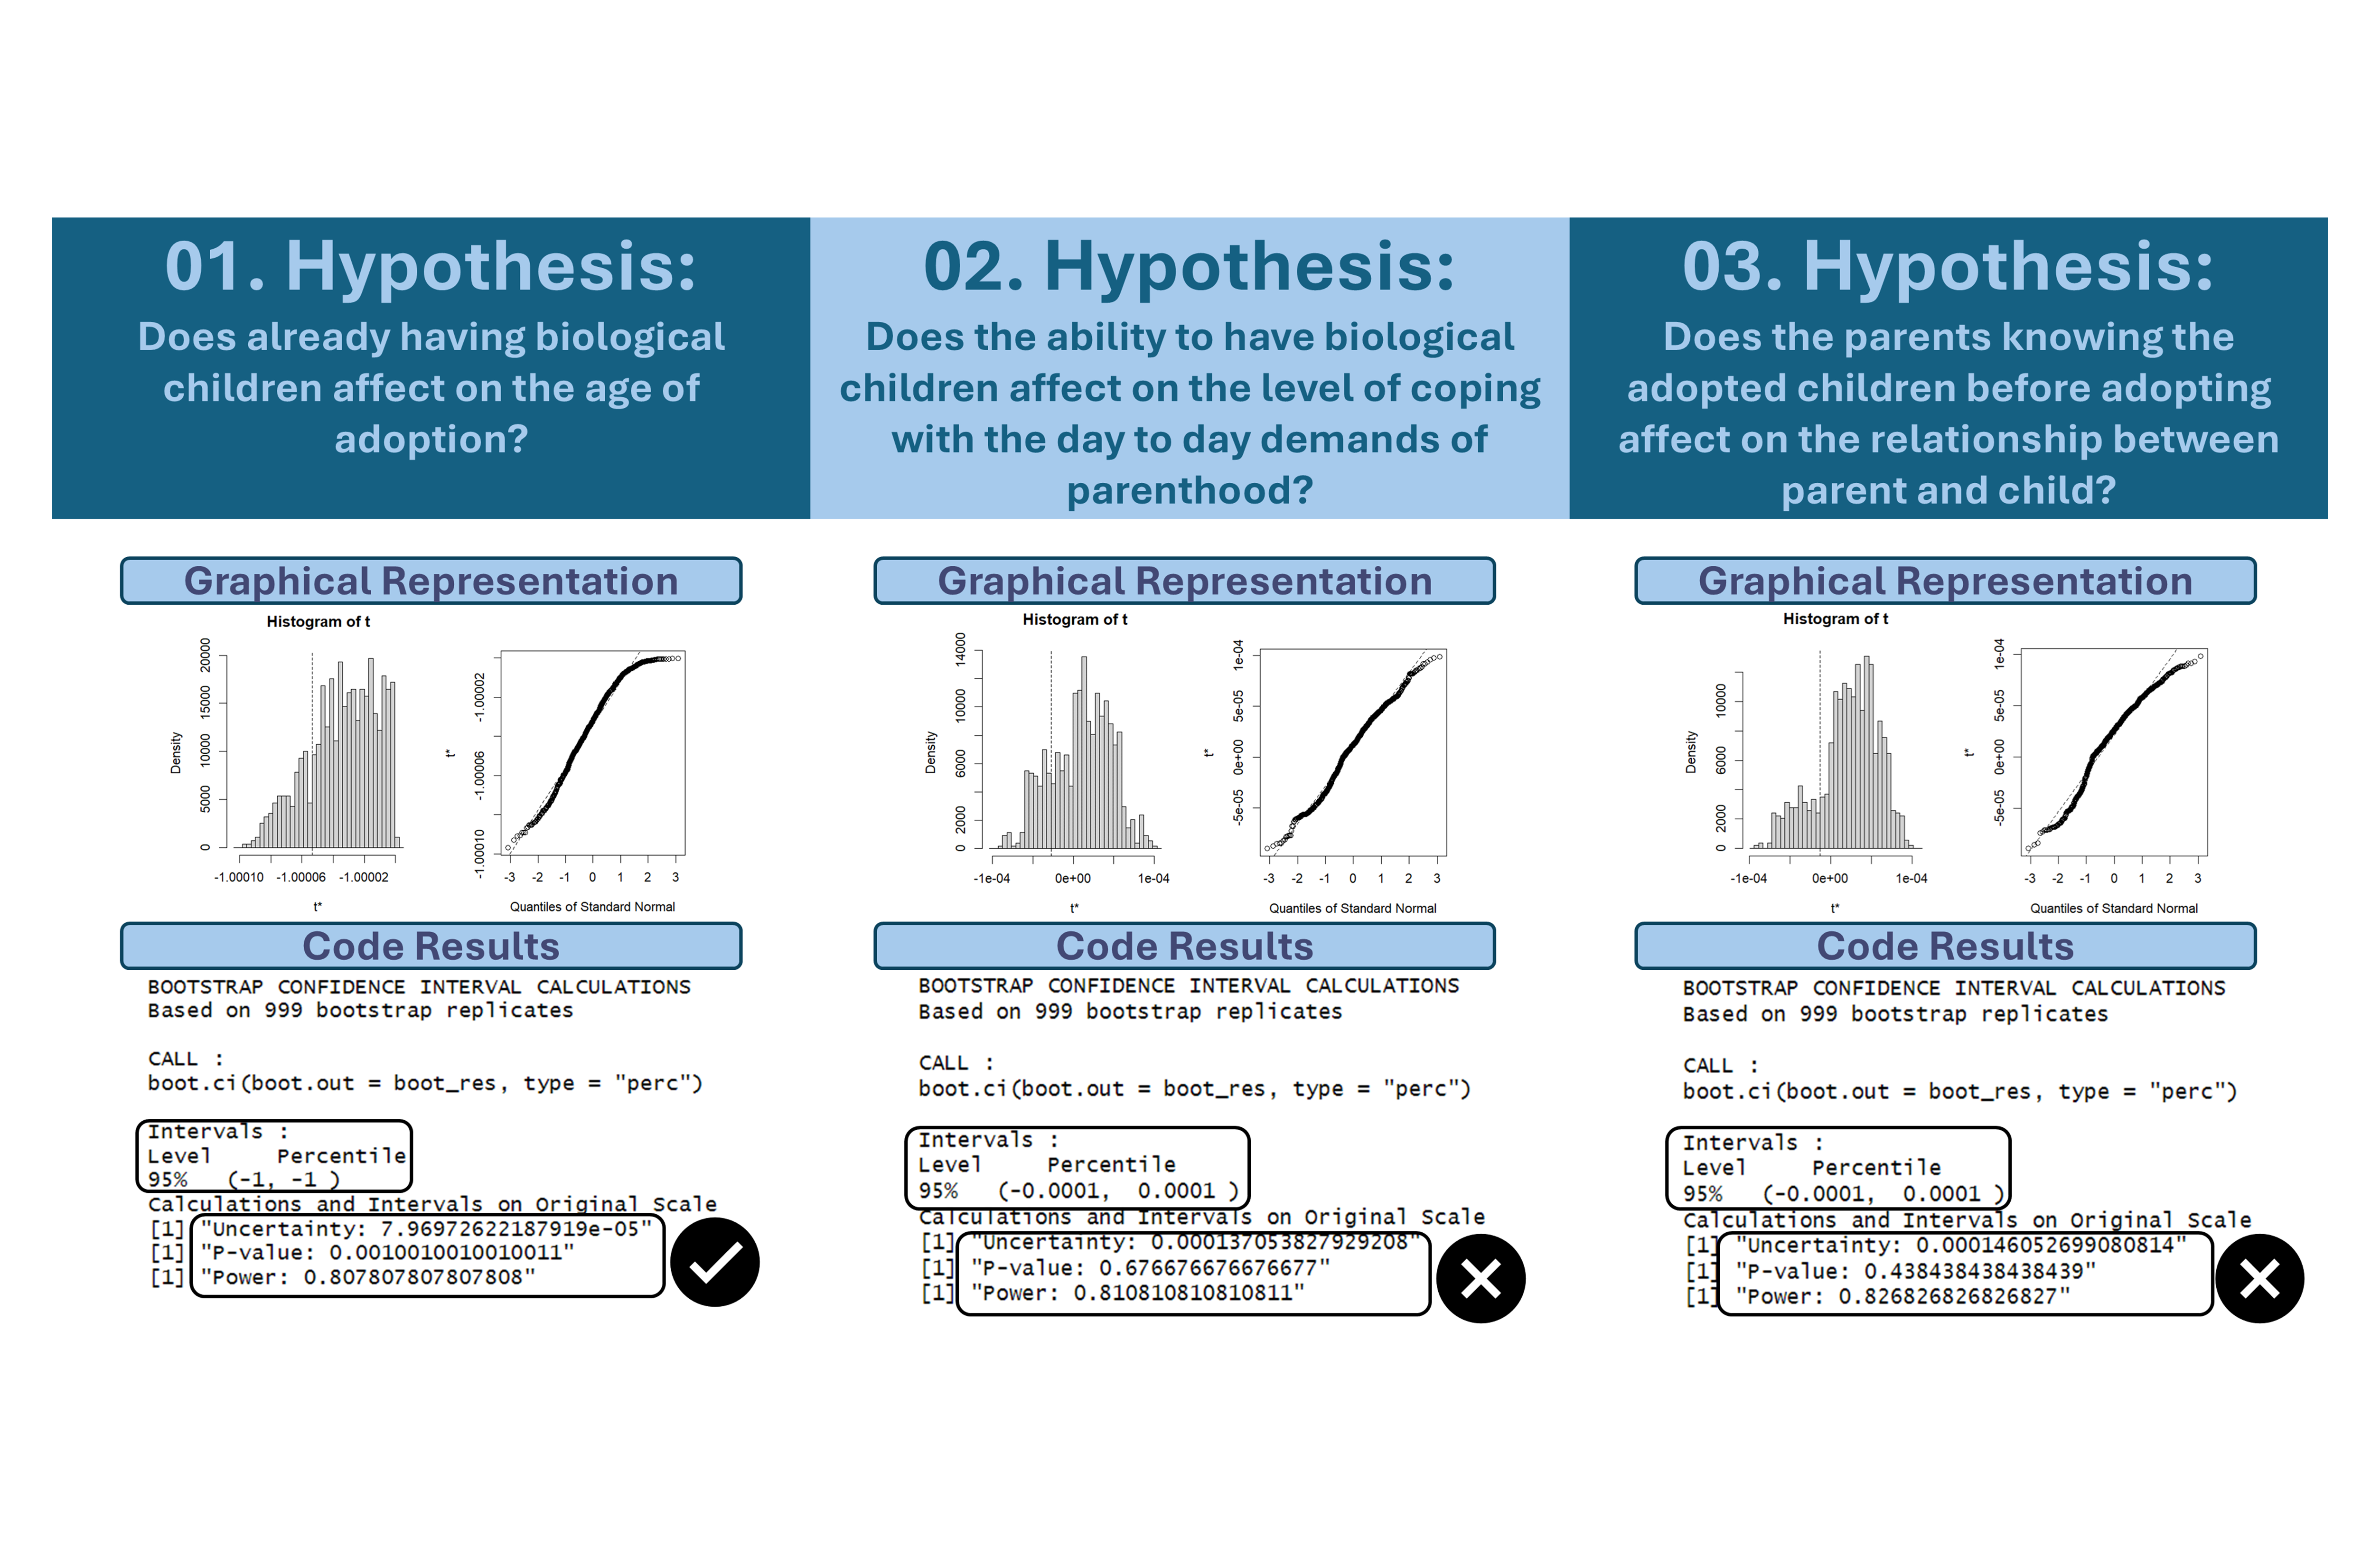 01. Hypothesis:
Does already having biological
children affect on the age of
adoption?
02. Hypothesis:
Does the ability to have biological
children affect on the level of coping
with the day to day demands of
parenthood?
03. Hypothesis:
Does the parents knowing the
adopted children before adopting
affect on the relationship between
parent and child?
Graphical Representation
Histogram of t
Density
0 5000 10000 15000 20000
-1.00010 -1.00006 -1.00002
t*
t*
-1.00010 -1.00006 -1.00002
-3 -2 -1 0 1 2 3
Quantiles of Standard Normal
Code Results
BOOTSTRAP CONFIDENCE INTERVAL CALCULATIONS
Based on 999 bootstrap replicates
CALL :
boot.ci(boot.out = boot_res, type = "perc")
Intervals :
Level Percentile
95% (-1, -1 )
Calculations and Intervals on Original Scale
[1] "Uncertainty: 7.96972622187919e-05"
[1] "P-value: 0.0010010010010011"
[1] "Power: 0.807807807807808"
Graphical Representation
Histogram of t
Density
0 2000 6000 10000 14000
-1e-04 0e+00 1e-04
t*
t*
-5e-05 0e+00 5e-05 1e-04
-3 -2 -1 0 1 2 3
Quantiles of Standard Normal
Code Results
BOOTSTRAP CONFIDENCE INTERVAL CALCULATIONS
Based on 999 bootstrap replicates
CALL :
boot.ci(boot.out = boot_res, type = "perc")
Intervals :
Level Percentile
95% (-0.0001, 0.0001 )
Calculations and Intervals on Original Scale
[1] "Uncertainty: 0.000137053827929208"
[1] "P-value: 0.676676676676677"
[1] "Power: 0.810810810810811"
Graphical Representation
Histogram of t
Density
0 2000 6000 10000
-1e-04 0e+00 1e-04
t*
t*
-5e-05 0e+00 5e-05 1e-04
-3 -2 -1 0 1 2 3
Quantiles of Standard Normal
Code Results
BOOTSTRAP CONFIDENCE INTERVAL CALCULATIONS
Based on 999 bootstrap replicates
CALL :
boot.ci(boot.out = boot_res, type = "perc")
Intervals :
Level Percentile
95% (-0.0001, 0.0001 )
Calculations and Intervals on Original Scale
[1] "Uncertainty: 0.000146052699080814"
[1] "P-value: 0.438438438438439"
[1] "Power: 0.826826826826827"